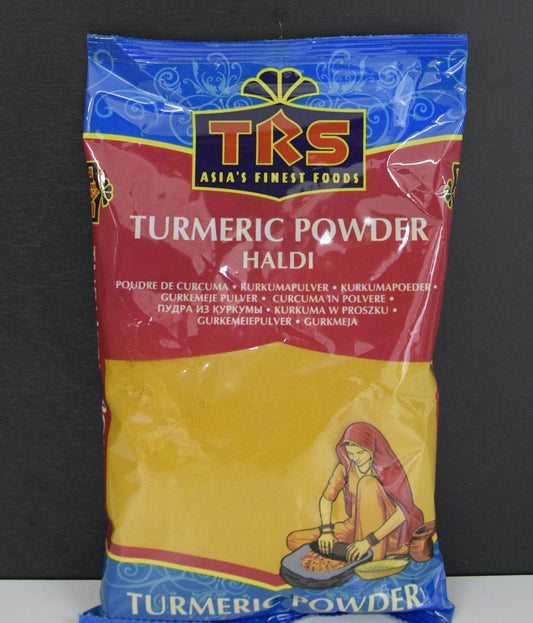 TRS
ASIA'S FINEST FOODS
TURMERIC POWDER
HALDI
POUDRE DE CURCUMA • KURKUMAPULVER • KURKUMAPOEDER •
GURKEMEJE PULVER • CURCUMA IN POLVERE •
ПУДРА ИЗ КУРКУМЫ • KURKUMA W PROSZKU •
GURKEMEIEPULVER • GURKMEJA
TURMERIC POWDER